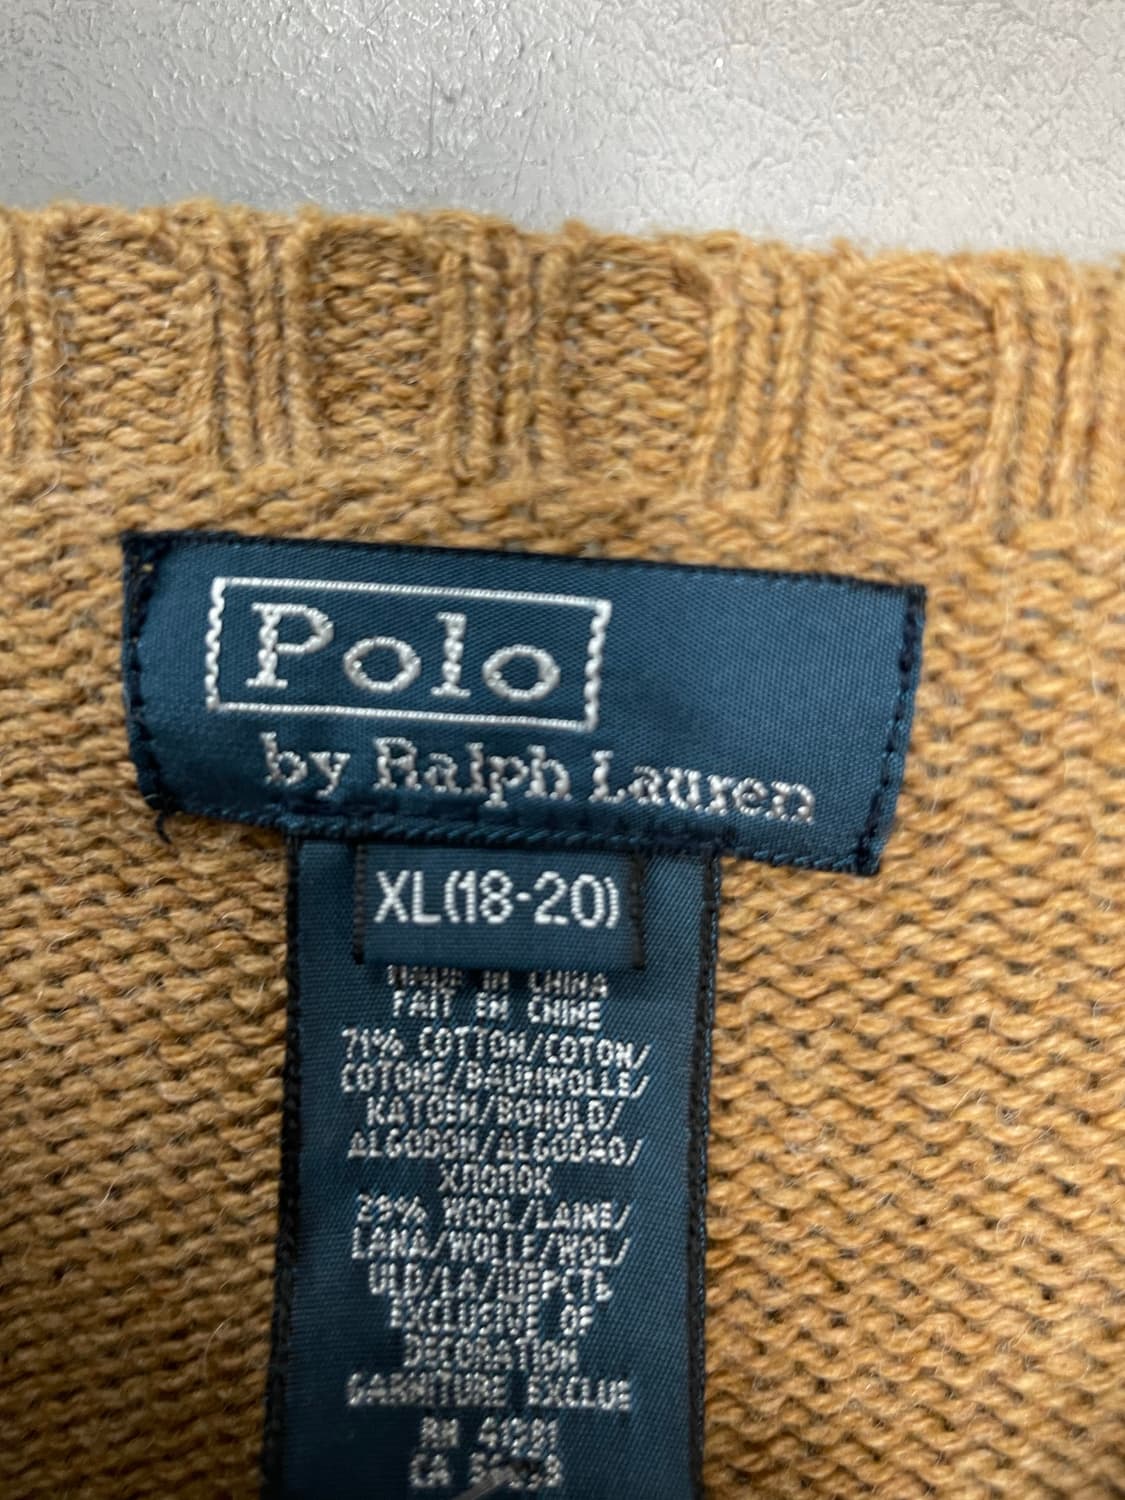 Polo
by Ralph Lauren
XL(18-20)
MADE IN CHINA
FAIT EN CHINE
71% COTTON/COTON/
COTONE/BAUMWOLLE/
KATOEN/BOMULD/
ALGODON/ALGODAO/
ХЛОПОК
29% WOOL/LAINE/
LANA/WOLLE/WOL/
ULD/LA/ШЕРСТЬ
EXCLUSIVE OF
DECORATION
GARNITURE EXCLUE
RN 41381
CA